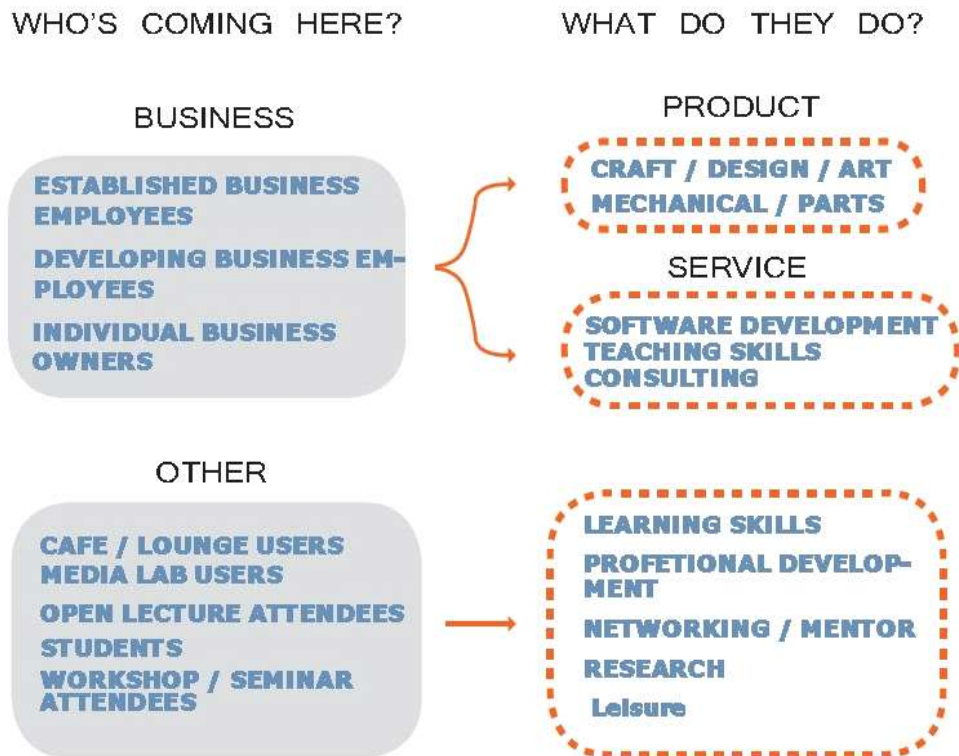 WHO'S COMING HERE?
WHAT DO THEY DO?
BUSINESS
ESTABLISHED BUSINESS
EMPLOYEES
DEVELOPING BUSINESS EM-
PLOYEES
INDIVIDUAL BUSINESS
OWNERS
PRODUCT
CRAFT / DESIGN / ART
MECHANICAL / PARTS
SERVICE
SOFTWARE DEVELOPMENT
TEACHING SKILLS
CONSULTING
OTHER
CAFE / LOUNGE USERS
MEDIA LAB USERS
OPEN LECTURE ATTENDEES
STUDENTS
WORKSHOP / SEMINAR
ATTENDEES
LEARNING SKILLS
PROFETIONAL DEVELOP-
MENT
NETWORKING / MENTOR
RESEARCH
Leisure